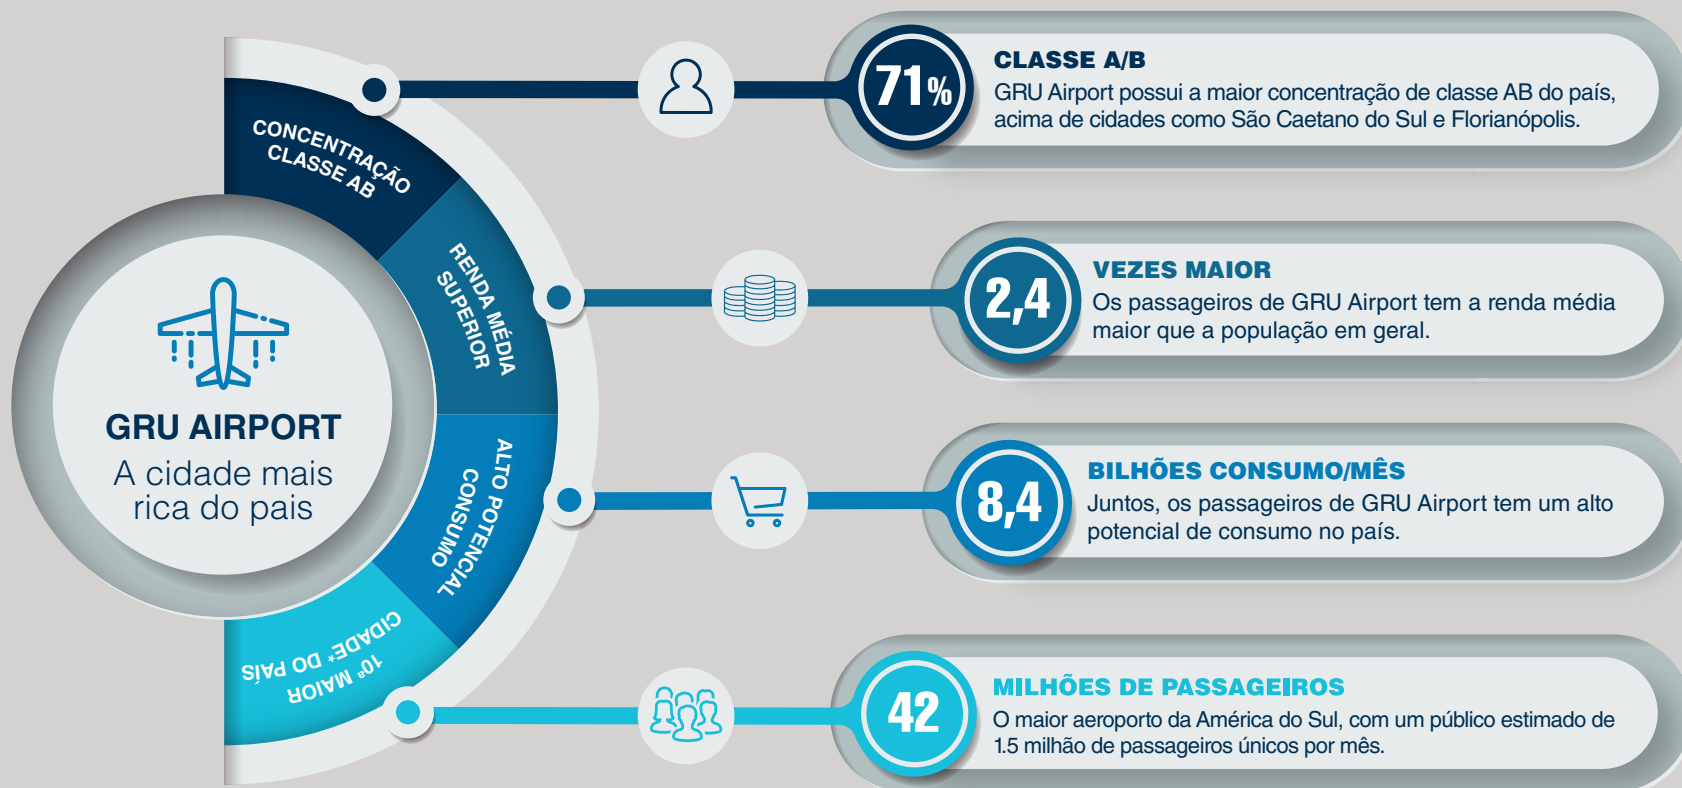 GRU AIRPORT
A cidade mais
rica do pais
CONCENTRAÇÃO
CLASSE AB
71%
CLASSE A/B
GRU Airport possui a maior concentração de classe AB do país,
acima de cidades como São Caetano do Sul e Florianópolis.
RENDA MÉDIA
SUPERIOR
2,4
VEZES MAIOR
Os passageiros de GRU Airport tem a renda média
maior que a população em geral.
ALTO POTENCIAL
CONSUMO
8,4
BILHÕES CONSUMO/MÊS
Juntos, os passageiros de GRU Airport tem um alto
potencial de consumo no país.
10ª MAIOR
CIDADE* DO PAÍS
42
MILHÕES DE PASSAGEIROS
O maior aeroporto da América do Sul, com um público estimado de
1.5 milhão de passageiros únicos por mês.